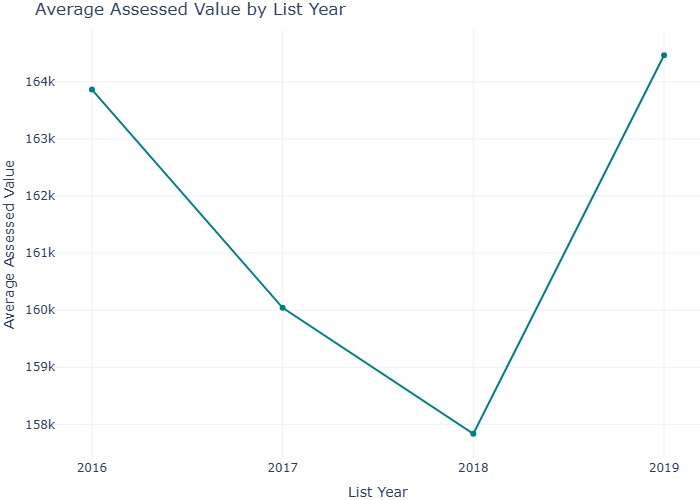 Average Assessed Value by List Year
164k
163k
162k
161k
160k
159k
158k
Average Assessed Value
2016
2017
2018
2019
List Year